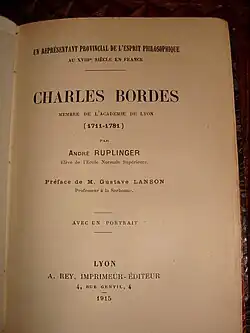 UN REPRÉSENTANT PROVINCIAL DE L'ESPRIT PHILOSOPHIQUE
AU XVIIIe SIÈCLE EN FRANCE
CHARLES BORDES
MEMBRE DE L'ACADÉMIE DE LYON
(1711-1781)
PAR
ANDRÉ RUPLINGER
Élève de l'École Normale Supérieure.
Préface de M. Gustave LANSON
Professeur à la Sorbonne.
AVEC UN PORTRAIT
LYON
A. REY, IMPRIMEUR-ÉDITEUR
4, RUE GENTIL, 4
1915